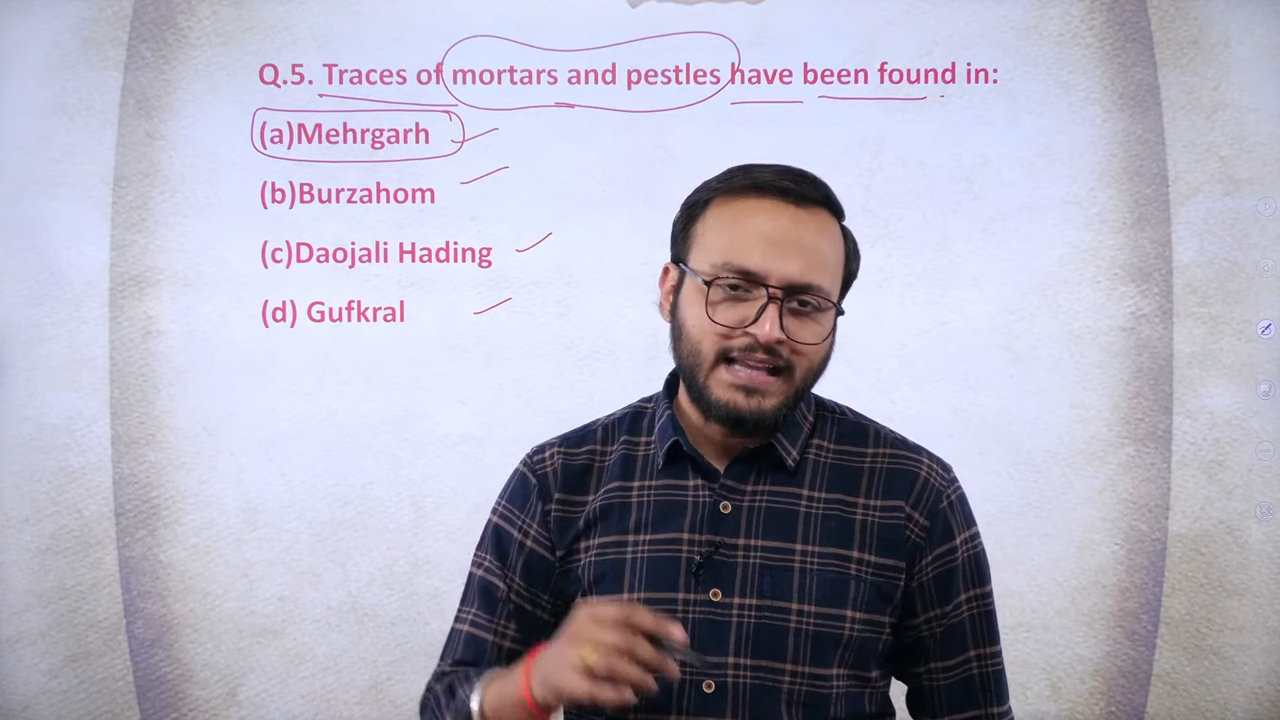 Q.5. Traces of mortars and pestles have been found in:
(a)Mehrgarh
(b)Burzahom
(c)Daojali Hading
(d) Gufkral